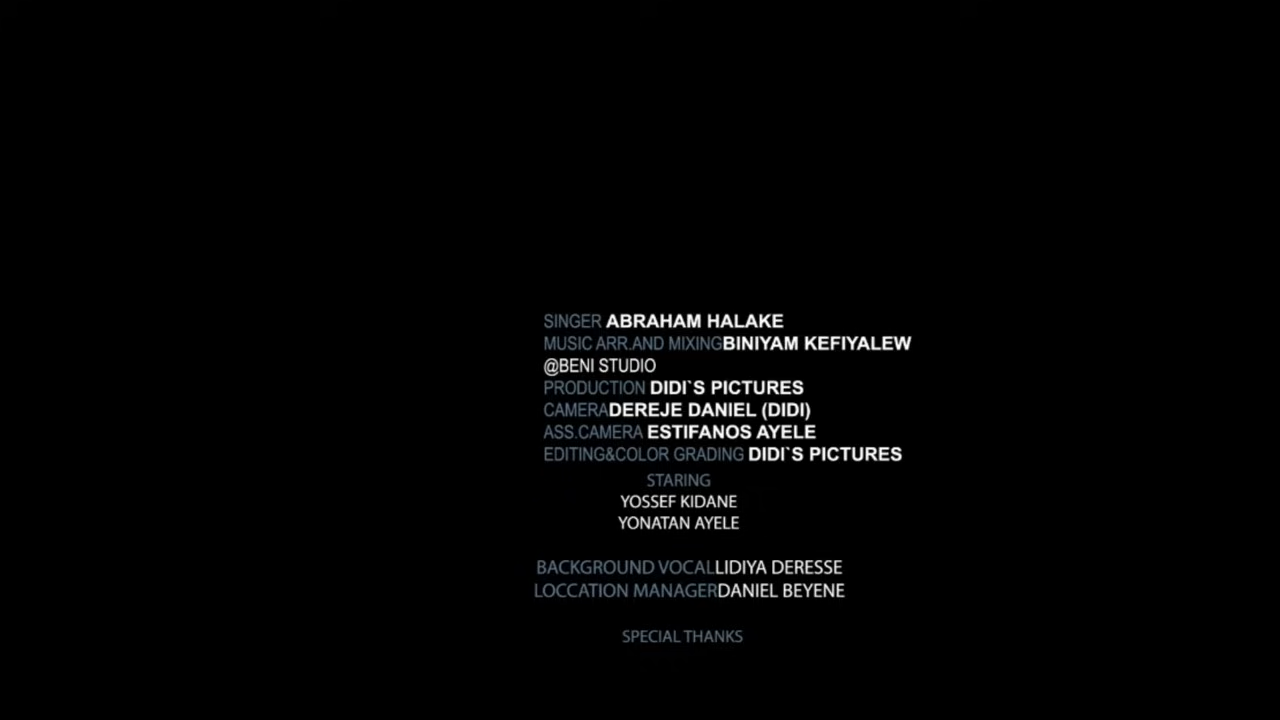 SINGER ABRAHAM HALAKE
MUSIC ARR.AND MIXINGBINIYAM KEFIYALEW
@BENI STUDIO
PRODUCTION DIDI`S PICTURES
CAMERADEREJE DANIEL (DIDI)
ASS.CAMERA ESTIFANOS AYELE
EDITING&COLOR GRADING DIDI`S PICTURES
STARING
YOSSEF KIDANE
YONATAN AYELE
BACKGROUND VOCALLIDIYA DERESSE
LOCCATION MANAGERDANIEL BEYENE
SPECIAL THANKS